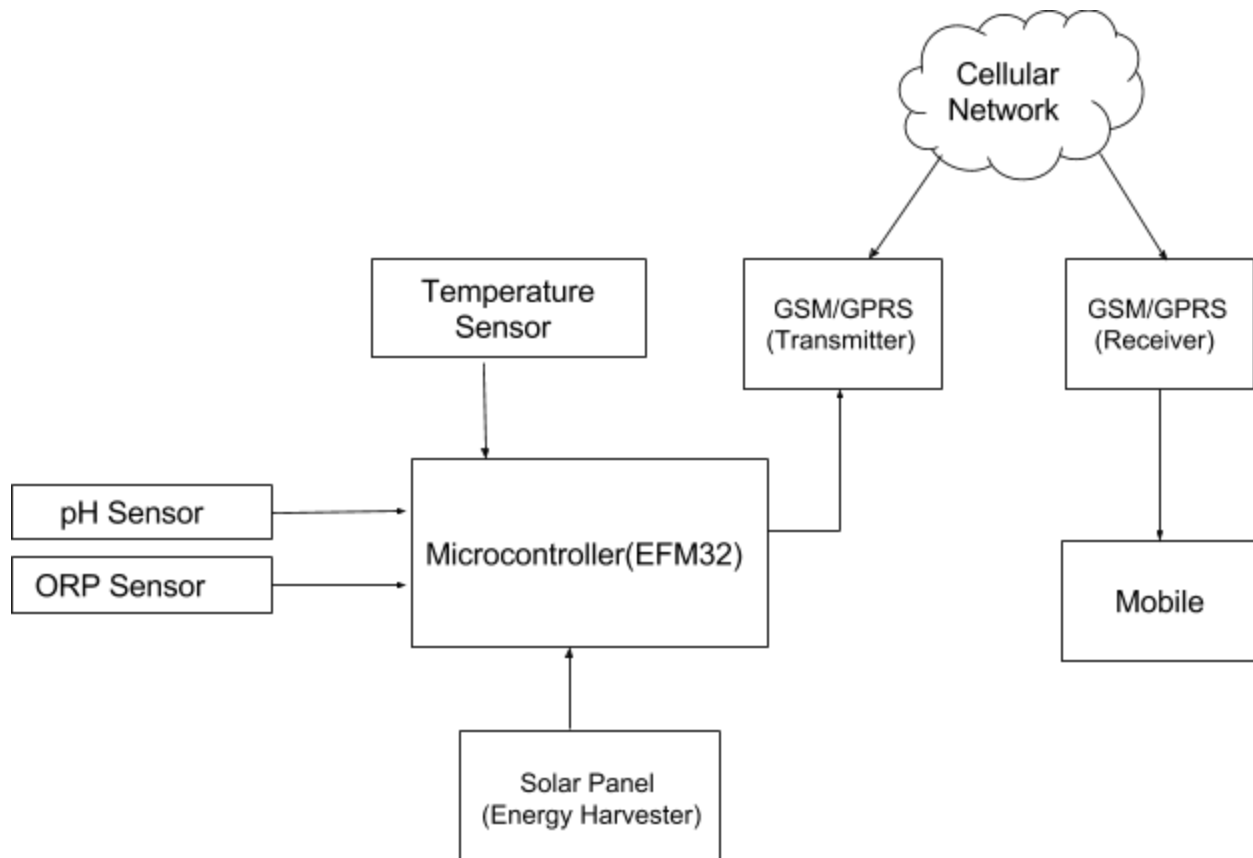 Cellular
Network
Temperature
Sensor
GSM/GPRS
(Transmitter)
GSM/GPRS
(Receiver)
pH Sensor
ORP Sensor
Microcontroller(EFM32)
Mobile
Solar Panel
(Energy Harvester)